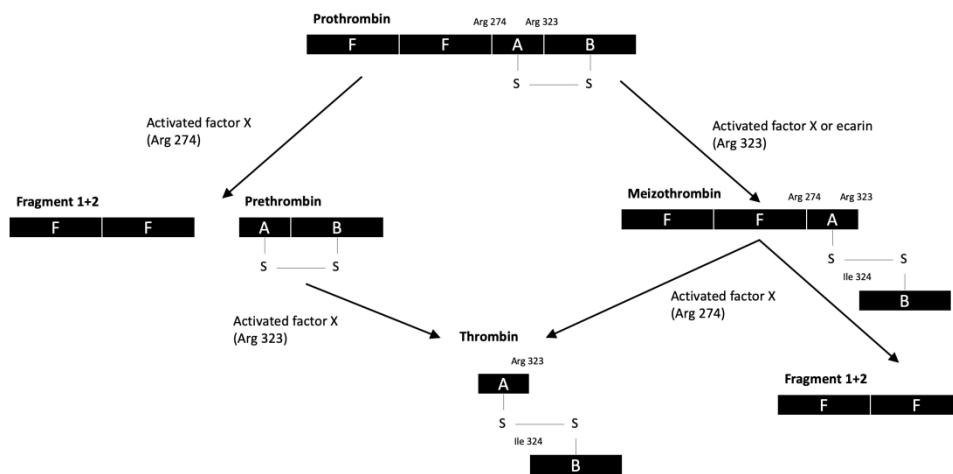 Prothrombin
Arg 274 Arg 323
F F A B
S S
Activated factor X
(Arg 274)
Activated factor X or ecarin
(Arg 323)
Fragment 1+2
F F
Prethrombin
A B
S S
Meizothrombin
Arg 274 Arg 323
F F A
S S
Ile 324
B
Activated factor X
(Arg 323)
Activated factor X
(Arg 274)
Thrombin
Arg 323
A
S S
Ile 324
B
Fragment 1+2
F F